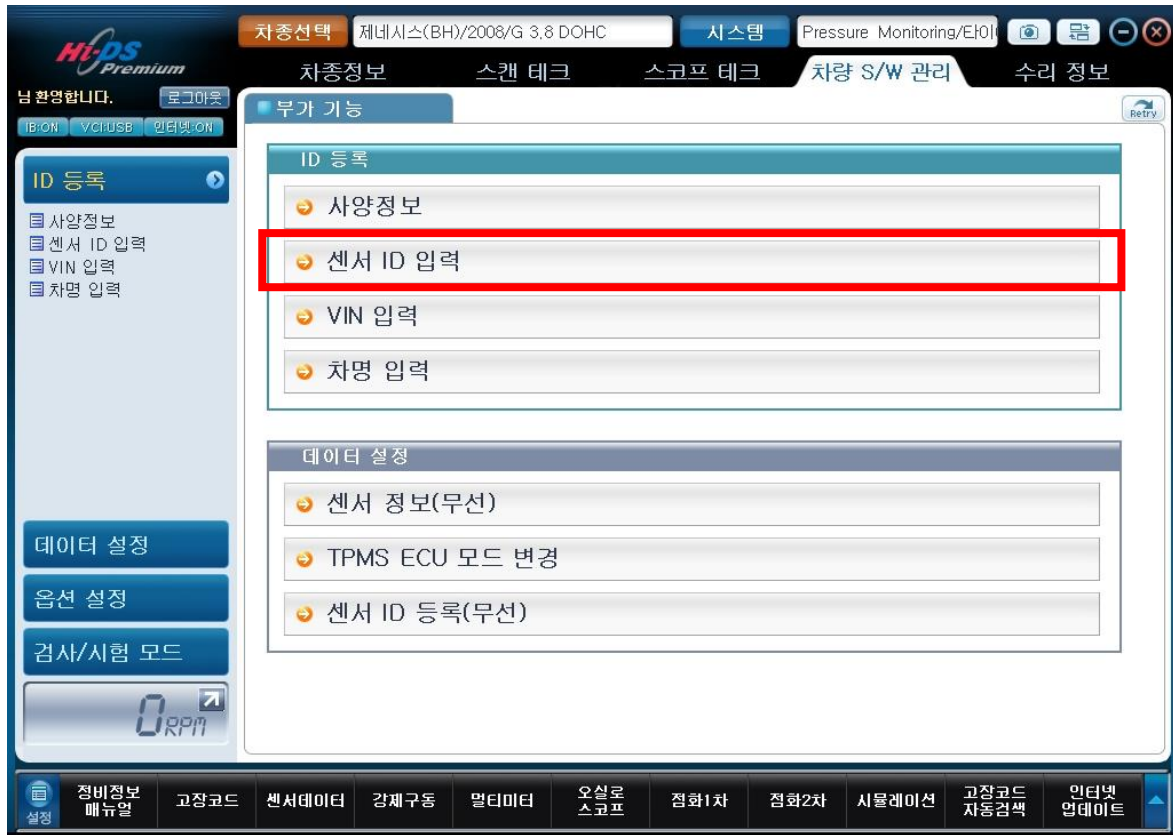 Hi-DS Premium
차종선택 제네시스(BH)/2008/G 3,8 DOHC 시스템 Pressure Monitoring/타이
차종정보 스캔 테크 스코프 테크 차량 S/W 관리 수리 정보
님 환영합니다. 로그아웃
IB:ON VCI:USB 인터넷:ON
부가 기능
Retry
ID 등록
사양정보
센서 ID 입력
VIN 입력
차명 입력
데이터 설정
옵션 설정
검사/시험 모드
0 RPM
ID 등록
사양정보
센서 ID 입력
VIN 입력
차명 입력
데이터 설정
센서 정보(무선)
TPMS ECU 모드 변경
센서 ID 등록(무선)
설정
정비정보
매뉴얼
고장코드
센서데이터
강제구동
멀티미터
오실로
스코프
점화1차
점화2차
시뮬레이션
고장코드
자동검색
인터넷
업데이트